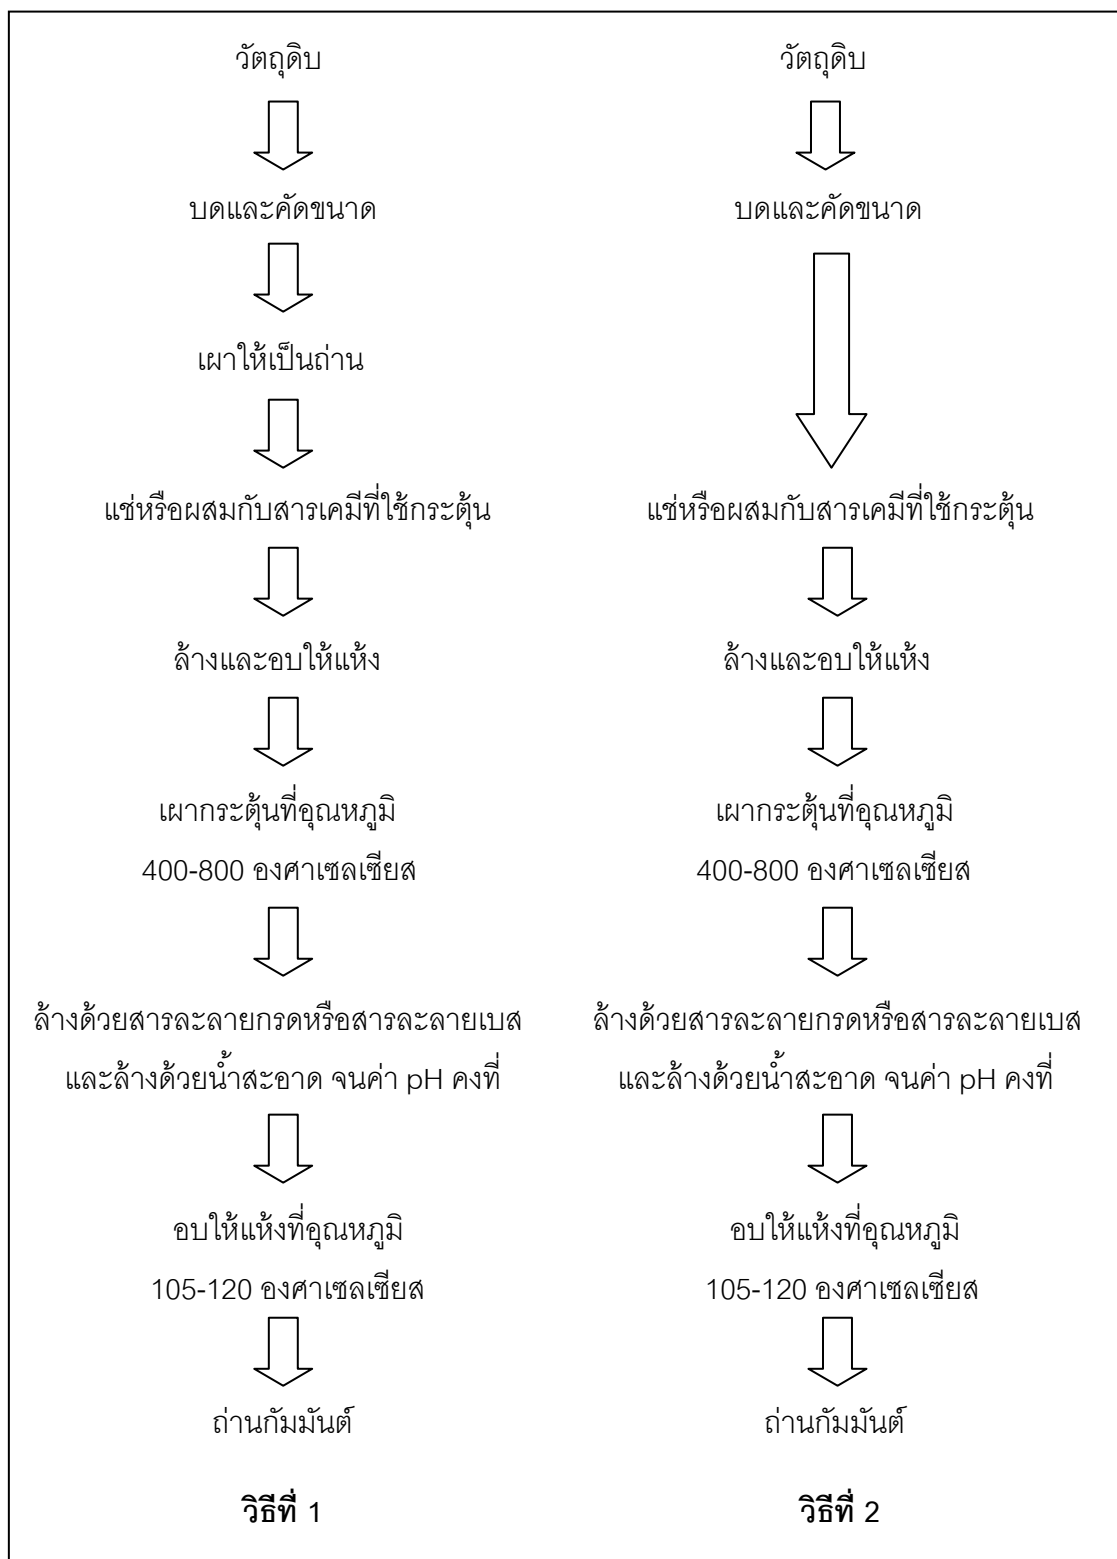 วัตถุดิบ
บดและคัดขนาด
เผาให้เป็นถ่าน
แช่หรือผสมกับสารเคมีที่ใช้กระตุ้น
ล้างและอบให้แห้ง
เผากระตุ้นที่อุณหภูมิ
400-800 องศาเซลเซียส
ล้างด้วยสารละลายกรดหรือสารละลายเบส
และล้างด้วยน้ำสะอาด จนค่า pH คงที่
อบให้แห้งที่อุณหภูมิ
105-120 องศาเซลเซียส
ถ่านกัมมันต์
วิธีที่ 1
วัตถุดิบ
บดและคัดขนาด
แช่หรือผสมกับสารเคมีที่ใช้กระตุ้น
ล้างและอบให้แห้ง
เผากระตุ้นที่อุณหภูมิ
400-800 องศาเซลเซียส
ล้างด้วยสารละลายกรดหรือสารละลายเบส
และล้างด้วยน้ำสะอาด จนค่า pH คงที่
อบให้แห้งที่อุณหภูมิ
105-120 องศาเซลเซียส
ถ่านกัมมันต์
วิธีที่ 2